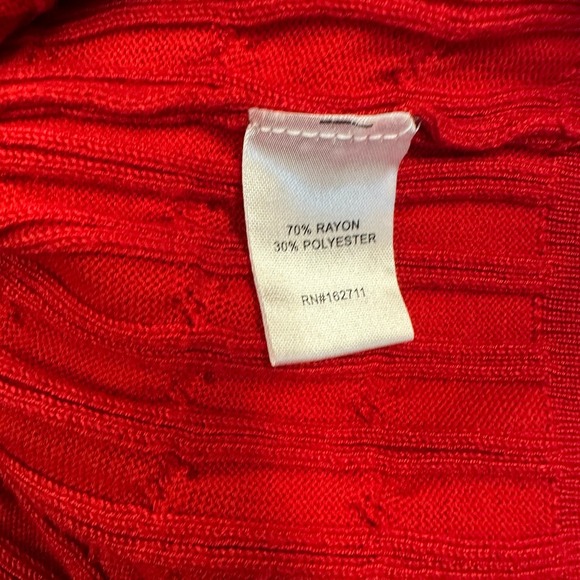 70% RAYON
30% POLYESTER
RN#162711